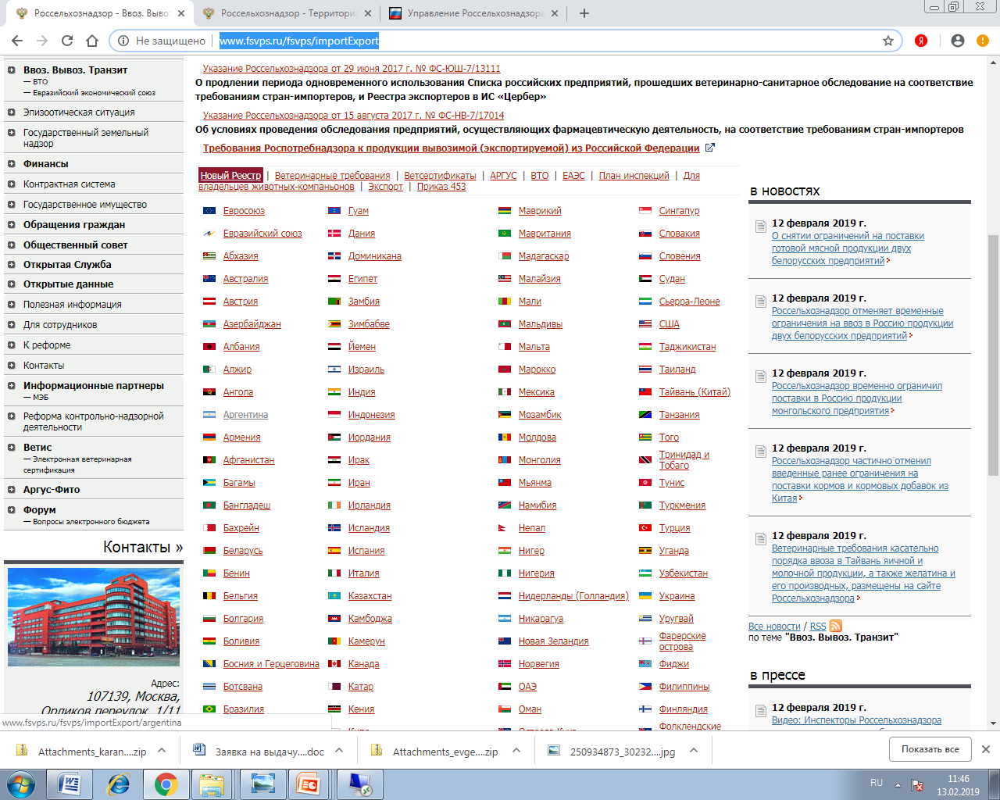 Россельхознадзор - Ввоз. Выво
Россельхознадзор - Территориа
Управление Россельхознадзора
Не защищено
www.fsvps.ru/fsvps/importExport
Ввоз. Вывоз. Транзит
— ВТО
— Евразийский экономический союз
Эпизоотическая ситуация
Государственный земельный
надзор
Финансы
Контрактная система
Государственное имущество
Обращения граждан
Общественный совет
Открытая Служба
Открытые данные
Полезная информация
Для сотрудников
К реформе
Контакты
Информационные партнеры
— МЭБ
Реформа контрольно-надзорной
деятельности
Ветис
— Электронная ветеринарная
сертификация
Аргус-Фито
Форум
— Вопросы электронного бюджета
Контакты »
Адрес:
107139, Москва,
Орликов переулок, 1/11
www.fsvps.ru/fsvps/importExport/argentina
Указание Россельхознадзора от 29 июня 2017 г. № ФС-ЮШ-7/13111
О продлении периода одновременного использования Списка российских предприятий, прошедших ветеринарно-санитарное обследование на соответствие
требованиям стран-импортеров, и Реестра экспортеров в ИС «Цербер»
Указание Россельхознадзора от 15 августа 2017 г. № ФС-НВ-7/17014
Об условиях проведения обследования предприятий, осуществляющих фармацевтическую деятельность, на соответствие требованиям стран-импортеров
Требования Роспотребнадзора к продукции вывозимой (экспортируемой) из Российской Федерации
Новый Реестр | Ветеринарные требования | Ветсертификаты | АРГУС | ВТО | ЕАЭС | План инспекций | Для
владельцев животных-компаньонов | Экспорт | Приказ 453
Евросоюз
Евразийский союз
Абхазия
Австралия
Австрия
Азербайджан
Албания
Алжир
Ангола
Аргентина
Армения
Афганистан
Багамы
Бангладеш
Бахрейн
Беларусь
Бенин
Бельгия
Болгария
Боливия
Босния и Герцеговина
Ботсвана
Бразилия
Гуам
Дания
Доминикана
Египет
Замбия
Зимбабве
Йемен
Израиль
Индия
Индонезия
Иордания
Ирак
Иран
Ирландия
Исландия
Испания
Италия
Казахстан
Камбоджа
Камерун
Канада
Катар
Кения
Маврикий
Мавритания
Мадагаскар
Малайзия
Мали
Мальдивы
Мальта
Марокко
Мексика
Мозамбик
Молдова
Монголия
Мьянма
Намибия
Непал
Нигер
Нигерия
Нидерланды (Голландия)
Никарагуа
Новая Зеландия
Норвегия
ОАЭ
Оман
Сингапур
Словакия
Словения
Судан
Сьерра-Леоне
США
Таджикистан
Таиланд
Тайвань (Китай)
Танзания
Того
Тринидад и
Тобаго
Тунис
Туркмения
Турция
Уганда
Узбекистан
Украина
Уругвай
Фарерские
острова
Фиджи
Филиппины
Финляндия
Фолклендские
в новостях
12 февраля 2019 г.
О снятии ограничений на поставки
готовой мясной продукции двух
белорусских предприятий
12 февраля 2019 г.
Россельхознадзор отменяет временные
ограничения на ввоз в Россию продукции
двух белорусских предприятий
12 февраля 2019 г.
Россельхознадзор временно ограничил
поставки в Россию продукции
монгольского предприятия
12 февраля 2019 г.
Россельхознадзор частично отменил
введенные ранее ограничения на
поставки кормов и кормовых добавок из
Китая
12 февраля 2019 г.
Ветеринарные требования касательно
порядка ввоза в Тайвань яичной и
молочной продукции, а также желатина и
его производных, размещены на сайте
Россельхознадзора
Все новости / RSS
по теме "Ввоз. Вывоз. Транзит"
в прессе
12 февраля 2019 г.
Видео: Инспекторы Россельхознадзора
Attachments_karan....zip
Заявка на выдачу....doc
Attachments_evge....zip
250934873_30232....jpg
Показать все
RU
11:46
13.02.2019